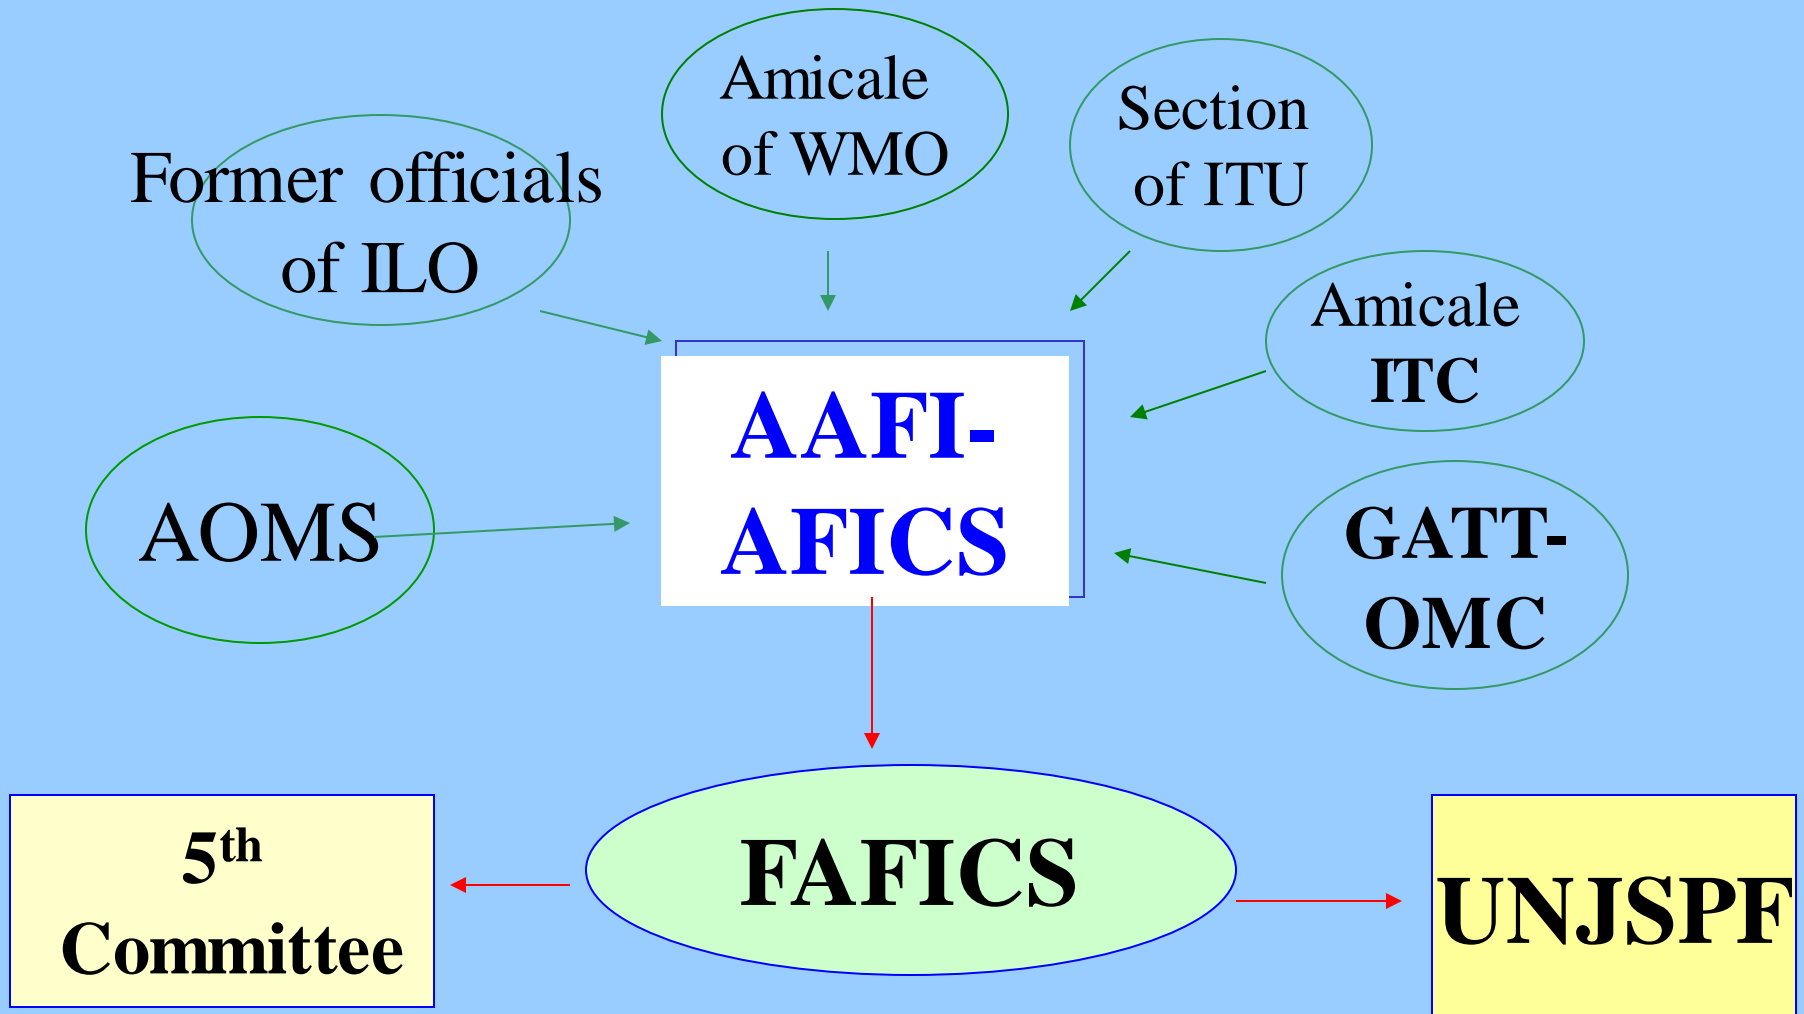 Amicale
of WMO
Section
of ITU
Former officials
of ILO
Amicale
ITC
AAFI-
AFICS
AOMS
GATT-
OMC
FAFICS
5th
Committee
UNJSPF